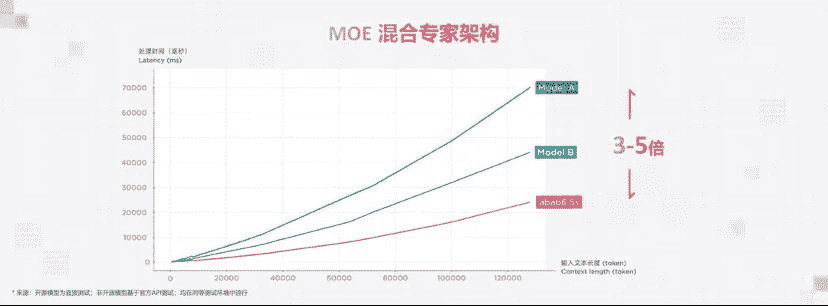 MOE 混合专家架构
处理时间（毫秒）
Latency (ms)
70000
60000
50000
40000
30000
20000
10000
0
0
20000
40000
60000
80000
100000
120000
Model A
Model B
abab6.5s
3-5倍
输入文本长度 (token)
Context length (token)
* 来源：开源模型为直接测试；非开源模型基于官方API测试；均在同等测试环境中进行